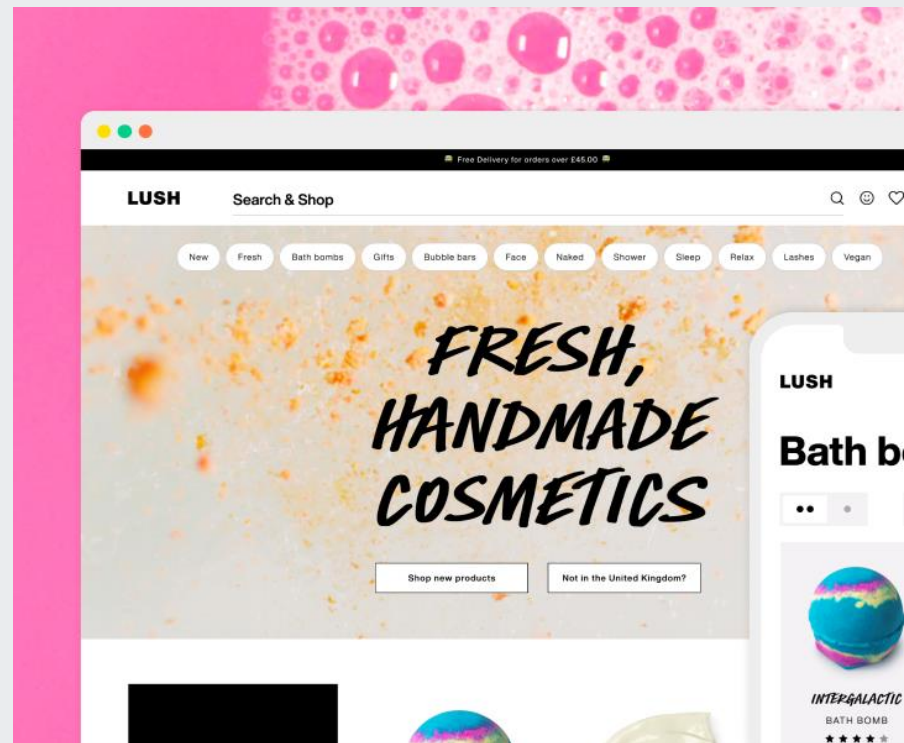 Free Delivery for orders over £45.00
LUSH
Search & Shop
New
Fresh
Bath bombs
Gifts
Bubble bars
Face
Naked
Shower
Sleep
Relax
Lashes
Vegan
FRESH,
HANDMADE
COSMETICS
Shop new products
Not in the United Kingdom?
LUSH
Bath
INTERGALACTIC
BATH BOMB